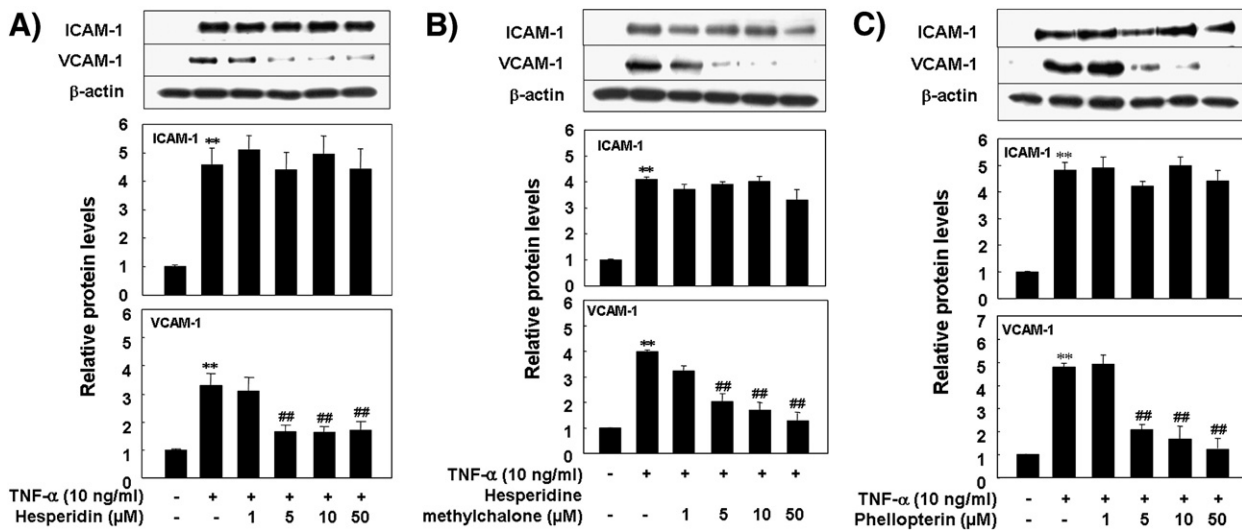 A)
ICAM-1
VCAM-1
β-actin
Relative protein levels
ICAM-1
**
6
5
4
3
2
1
0
VCAM-1
**
## ## ##
6
5
4
3
2
1
0
TNF-α (10 ng/ml) - + + + + +
Hesperidin (μM) - - 1 5 10 50
B)
ICAM-1
VCAM-1
β-actin
Relative protein levels
ICAM-1
**
6
5
4
3
2
1
0
VCAM-1
**
## ## ##
6
5
4
3
2
1
0
TNF-α (10 ng/ml) - + + + + +
Hesperidine
methylchalone (μM) - - 1 5 10 50
C)
ICAM-1
VCAM-1
β-actin
Relative protein levels
ICAM-1
**
6
5
4
3
2
1
0
VCAM-1
**
## ## ##
7
6
5
4
2
1
0
TNF-α (10 ng/ml) - + + + + +
Phellopterin (μM) - - 1 5 10 50